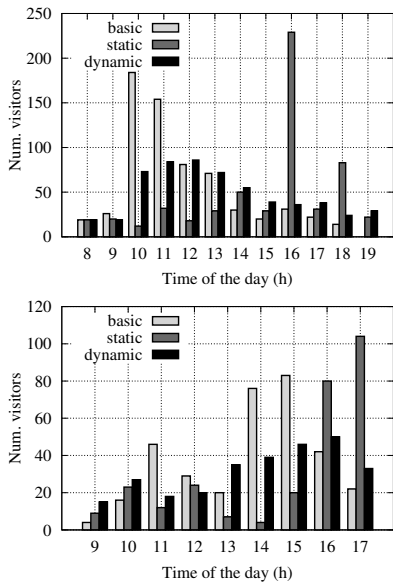 250
200
150
100
50
0
Num. visitors
basic
static
dynamic
8 9 10 11 12 13 14 15 16 17 18 19
Time of the day (h)
120
100
80
60
40
20
0
Num. visitors
basic
static
dynamic
9 10 11 12 13 14 15 16 17
Time of the day (h)